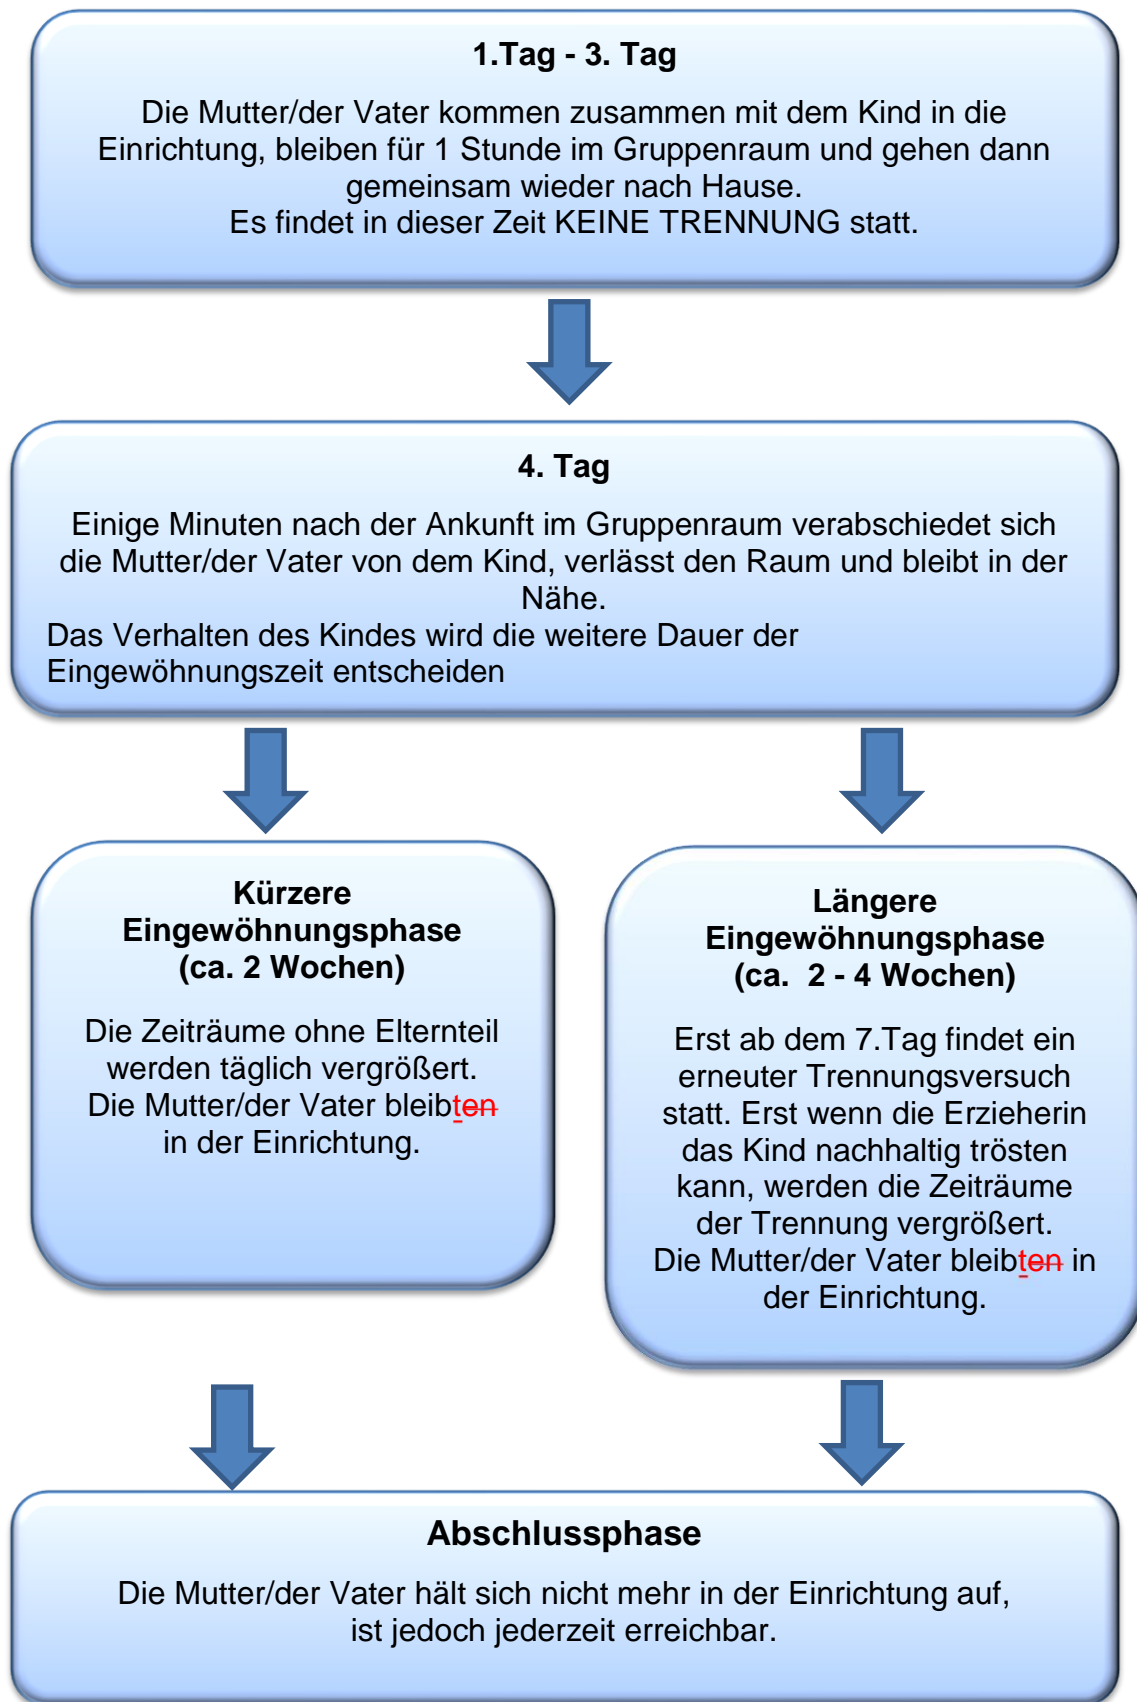 1.Tag - 3. Tag
Die Mutter/der Vater kommen zusammen mit dem Kind in die
Einrichtung, bleiben für 1 Stunde im Gruppenraum und gehen dann
gemeinsam wieder nach Hause.
Es findet in dieser Zeit KEINE TRENNUNG statt.
4. Tag
Einige Minuten nach der Ankunft im Gruppenraum verabschiedet sich
die Mutter/der Vater von dem Kind, verlässt den Raum und bleibt in der
Nähe.
Das Verhalten des Kindes wird die weitere Dauer der
Eingewöhnungszeit entscheiden
Kürzere
Eingewöhnungsphase
(ca. 2 Wochen)
Die Zeiträume ohne Elternteil
werden täglich vergrößert.
Die Mutter/der Vater bleibten
in der Einrichtung.
Längere
Eingewöhnungsphase
(ca.  2 - 4 Wochen)
Erst ab dem 7.Tag findet ein
erneuter Trennungsversuch
statt. Erst wenn die Erzieherin
das Kind nachhaltig trösten
kann, werden die Zeiträume
der Trennung vergrößert.
Die Mutter/der Vater bleibten in
der Einrichtung.
Abschlussphase
Die Mutter/der Vater hält sich nicht mehr in der Einrichtung auf,
ist jedoch jederzeit erreichbar.